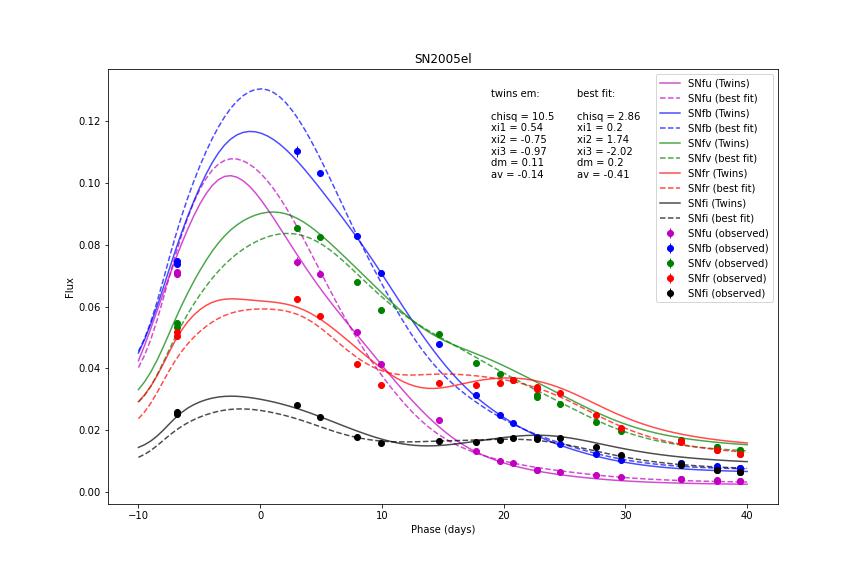 SN2005el
twins em:
chisq = 10.5
xi1 = 0.54
xi2 = -0.75
xi3 = -0.97
dm = 0.11
av = -0.14
best fit:
chisq = 2.86
xi1 = 0.2
xi2 = 1.74
xi3 = -2.02
dm = 0.2
av = -0.41
SNfu (Twins)
SNfu (best fit)
SNfb (Twins)
SNfb (best fit)
SNfv (Twins)
SNfv (best fit)
SNfr (Twins)
SNfr (best fit)
SNfi (Twins)
SNfi (best fit)
SNfu (observed)
SNfb (observed)
SNfv (observed)
SNfr (observed)
SNfi (observed)
Flux
0.12
0.10
0.08
0.06
0.04
0.02
0.00
−10
0
10
20
30
40
Phase (days)